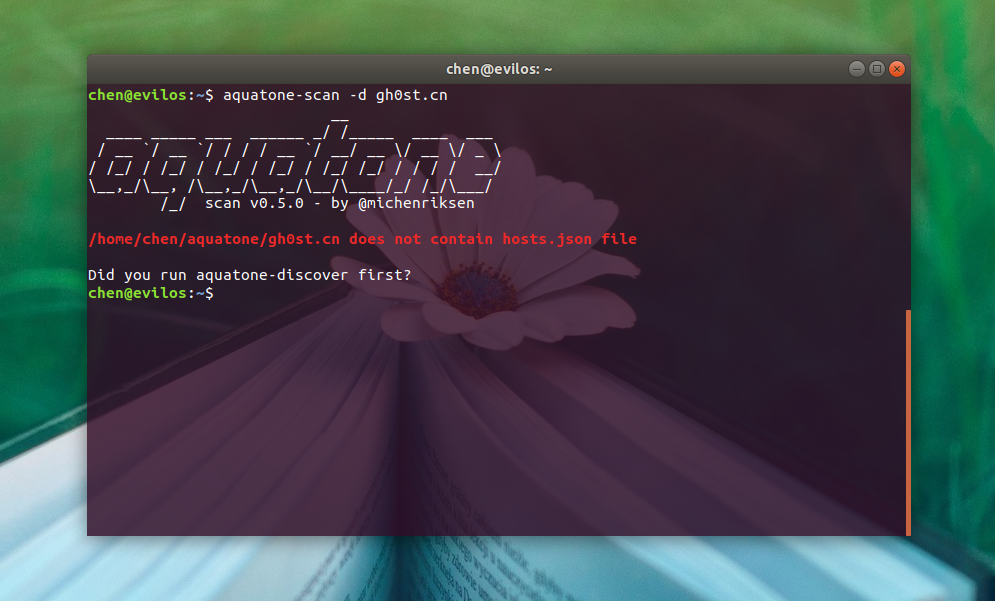 chen@evilos: ~
chen@evilos:~$ aquatone-scan -d gh0st.cn
                           __
  ____ _____ ___  ______ _/ /_____  ____  ___
 / __ `/ __ `/ / / / __ `/ __/ __ \/ __ \/ _ \
/ /_/ / /_/ / /_/ / /_/ / /_/ /_/ / / / /  __/
\__,_/\__, /\__,_/\__,_/\__/\____/_/ /_/\___/
        /_/  scan v0.5.0 - by @michenriksen
/home/chen/aquatone/gh0st.cn does not contain hosts.json file
Did you run aquatone-discover first?
chen@evilos:~$